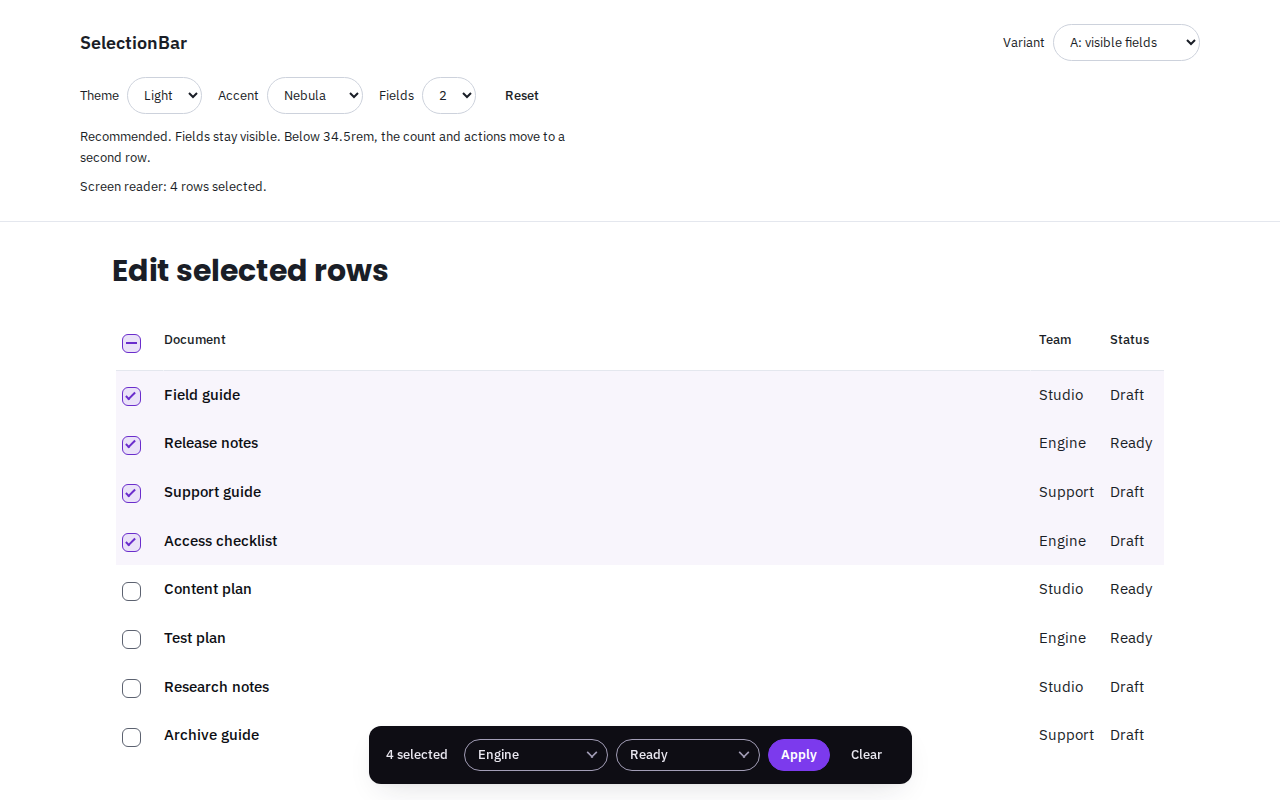 SelectionBar
Variant A: visible fields
Theme Light Accent Nebula Fields 2 Reset
Recommended. Fields stay visible. Below 34.5rem, the count and actions move to a
second row.
Screen reader: 4 rows selected.
Edit selected rows
Document Team Status
Field guide Studio Draft
Release notes Engine Ready
Support guide Support Draft
Access checklist Engine Draft
Content plan Studio Ready
Test plan Engine Ready
Research notes Studio Draft
Archive guide Support Draft
4 selected Engine Ready Apply Clear